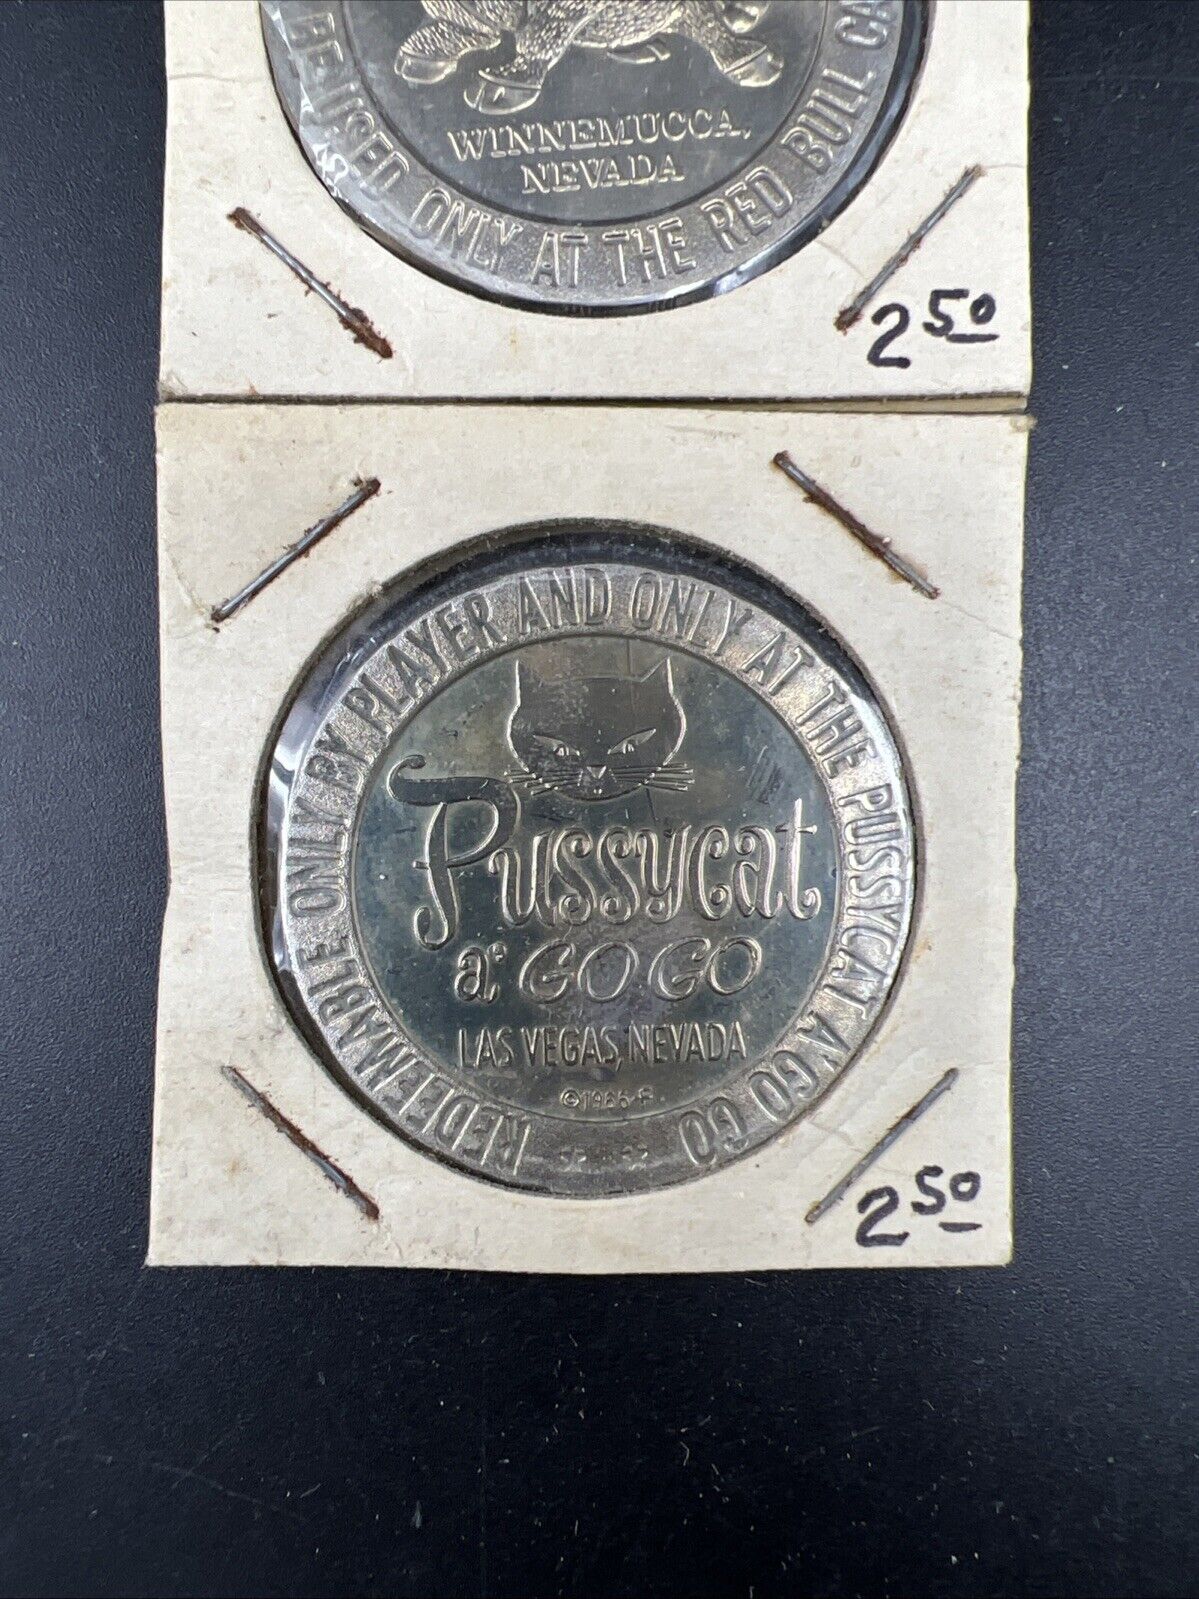 BE USED ONLY AT THE RED BULL
WINNEMUCCA,
NEVADA
2 50
REDEEMABLE ONLY BY PLAYER AND ONLY AT THE PUSSYCAT A' GO GO
Pussycat
a' GO GO
LAS VEGAS, NEVADA
©1965-F.
2 50